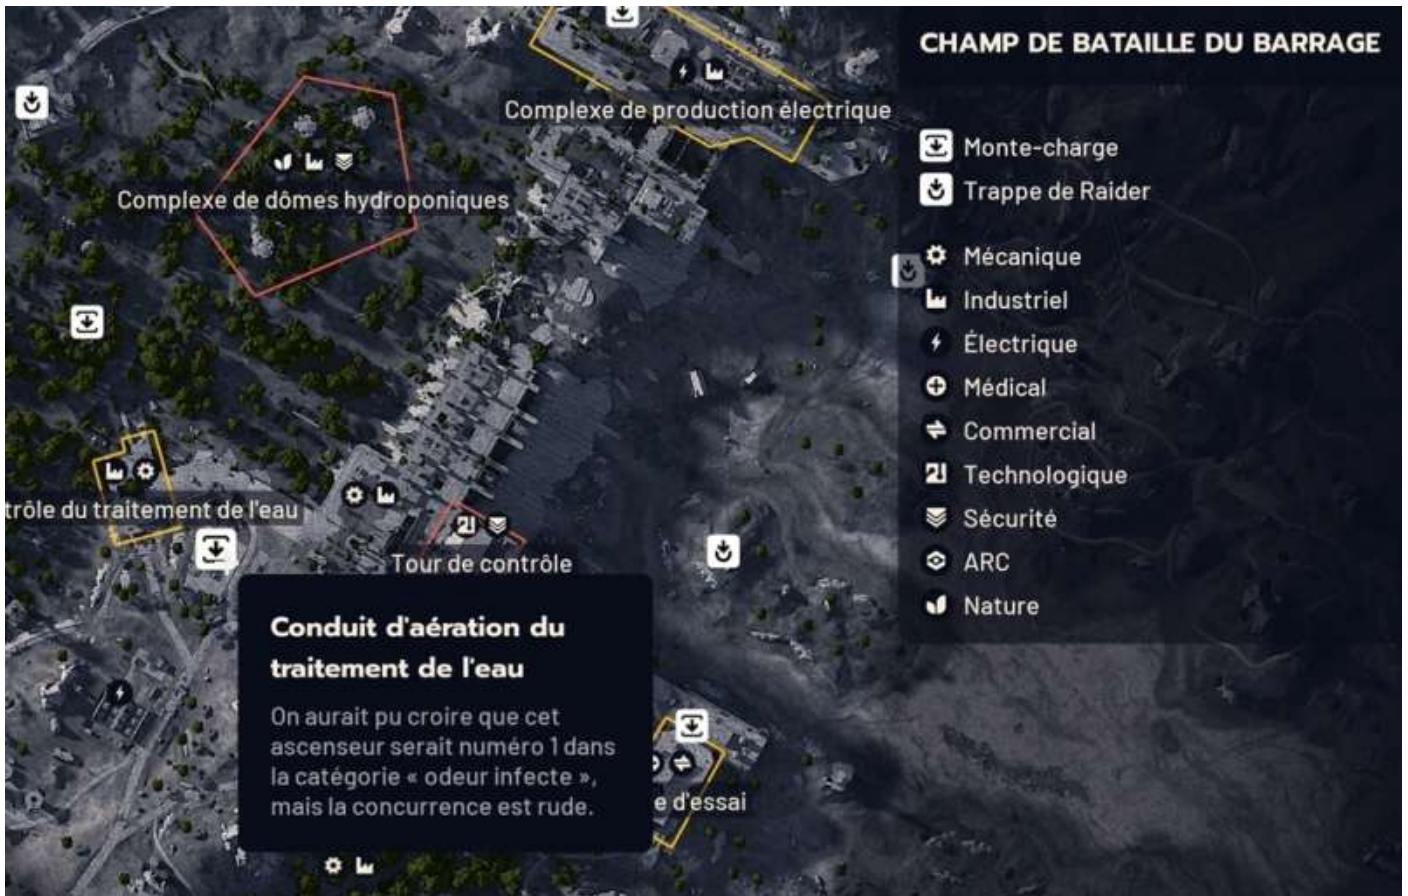 CHAMP DE BATAILLE DU BARRAGE
Complexe de production électrique
Monte-charge
Trappe de Raider
Complexe de dômes hydroponiques
Mécanique
Industriel
Électrique
Médical
Commercial
Technologique
Sécurité
ARC
Nature
trôle du traitement de l'eau
Tour de contrôle
Conduit d'aération du
traitement de l'eau
On aurait pu croire que cet
ascenseur serait numéro 1 dans
la catégorie « odeur infecte »,
mais la concurrence est rude.
e d'essai